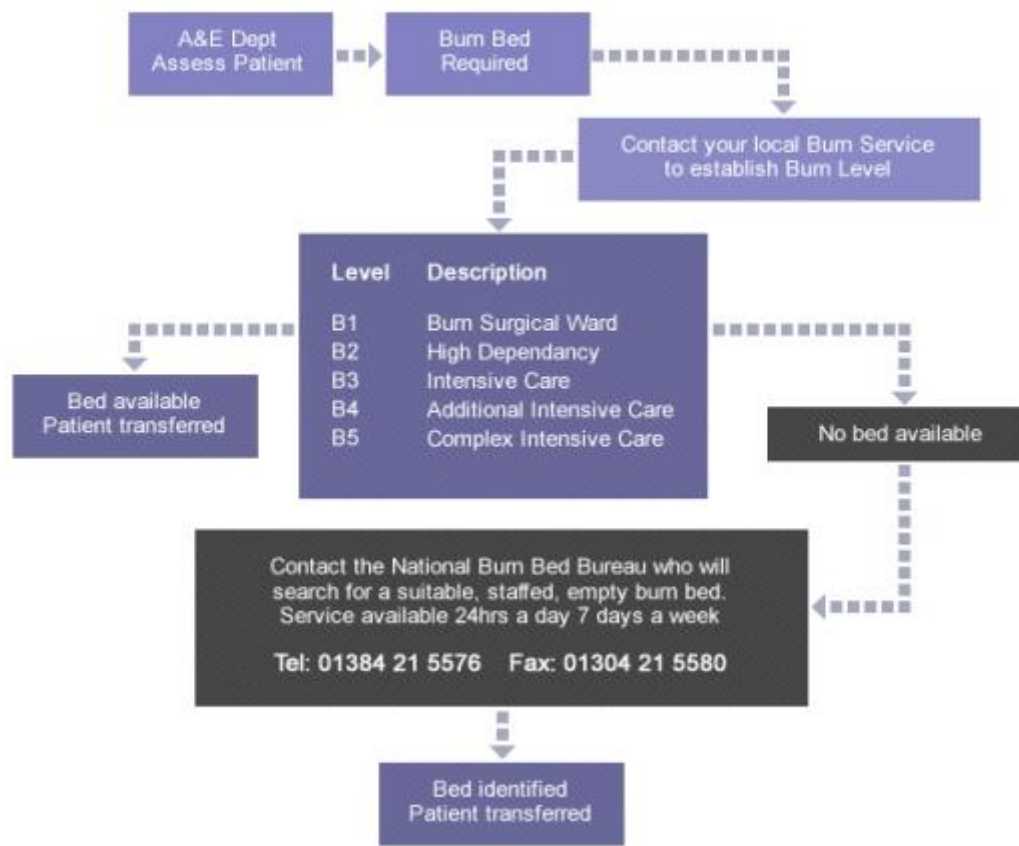 A&E Dept
Assess Patient
Burn Bed
Required
Contact your local Burn Service
to establish Burn Level
Level Description
B1 Burn Surgical Ward
B2 High Dependancy
B3 Intensive Care
B4 Additional Intensive Care
B5 Complex Intensive Care
Bed available
Patient transferred
No bed available
Contact the National Burn Bed Bureau who will
search for a suitable, staffed, empty burn bed.
Service available 24hrs a day 7 days a week
Tel: 01384 21 5576 Fax: 01304 21 5580
Bed identified
Patient transferred